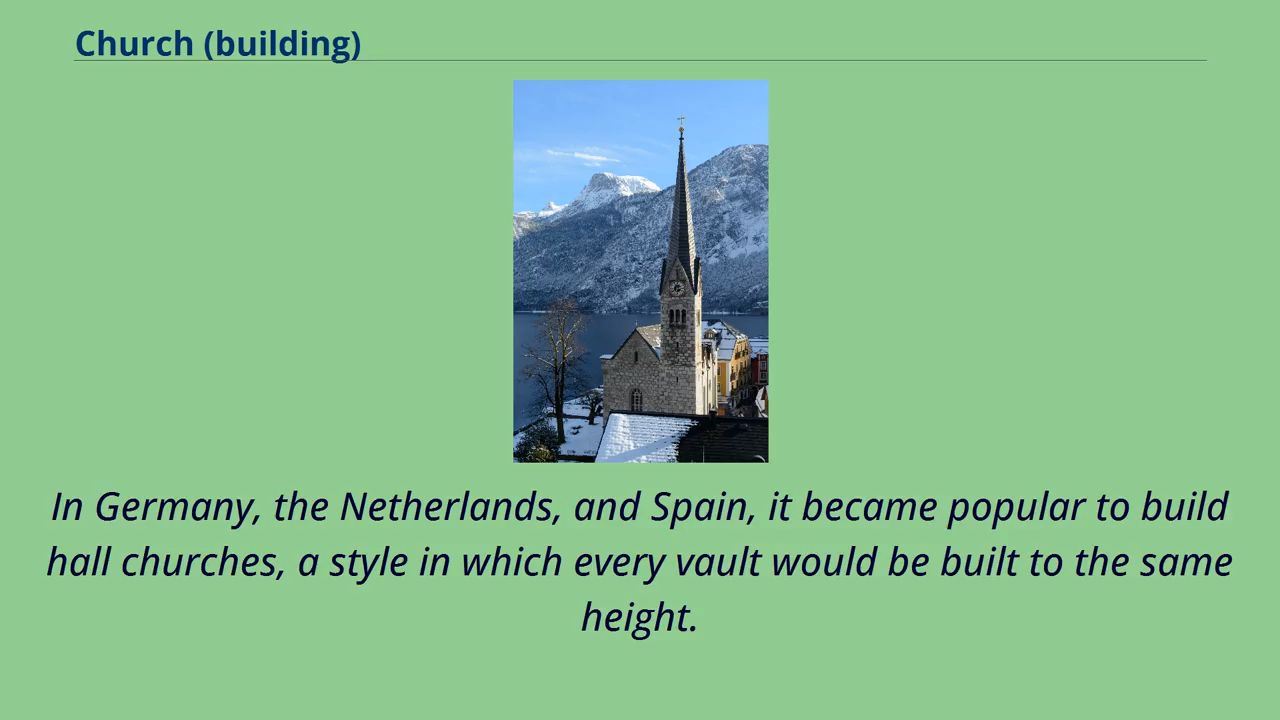 Church (building)
In Germany, the Netherlands, and Spain, it became popular to build
hall churches, a style in which every vault would be built to the same
height.